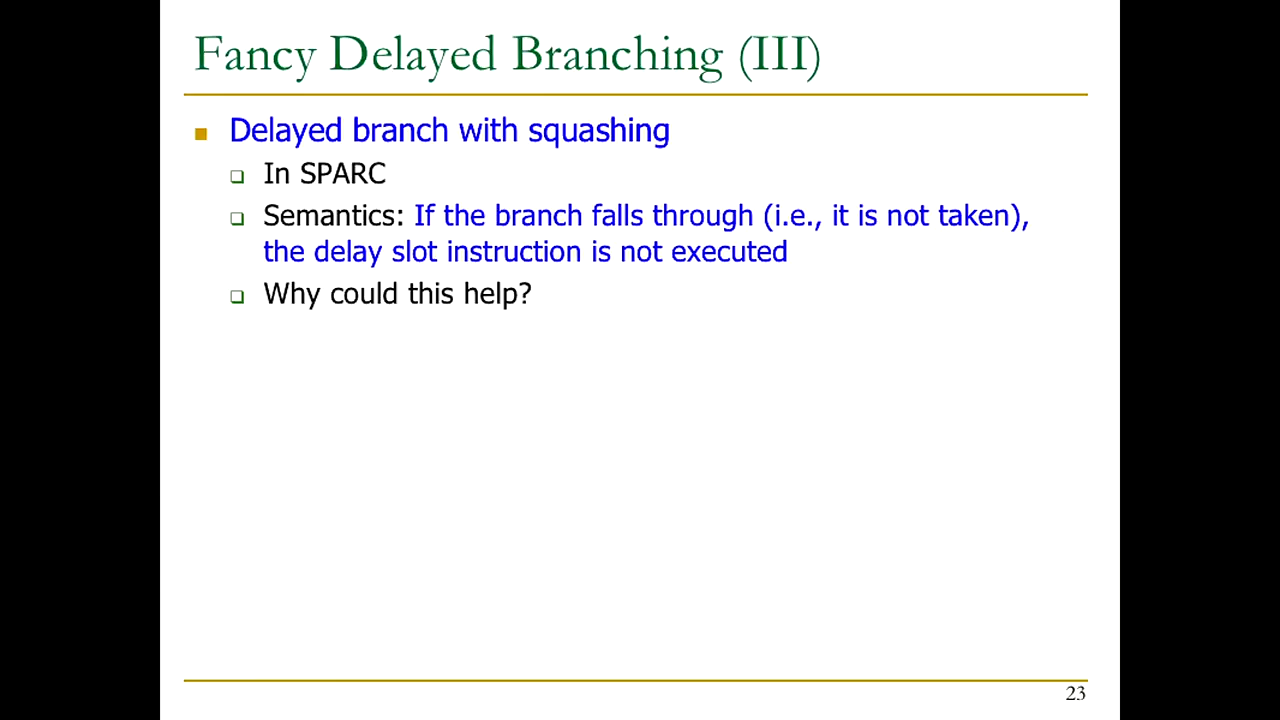 Fancy Delayed Branching (III)
Delayed branch with squashing
In SPARC
Semantics: If the branch falls through (i.e., it is not taken),
the delay slot instruction is not executed
Why could this help?
23